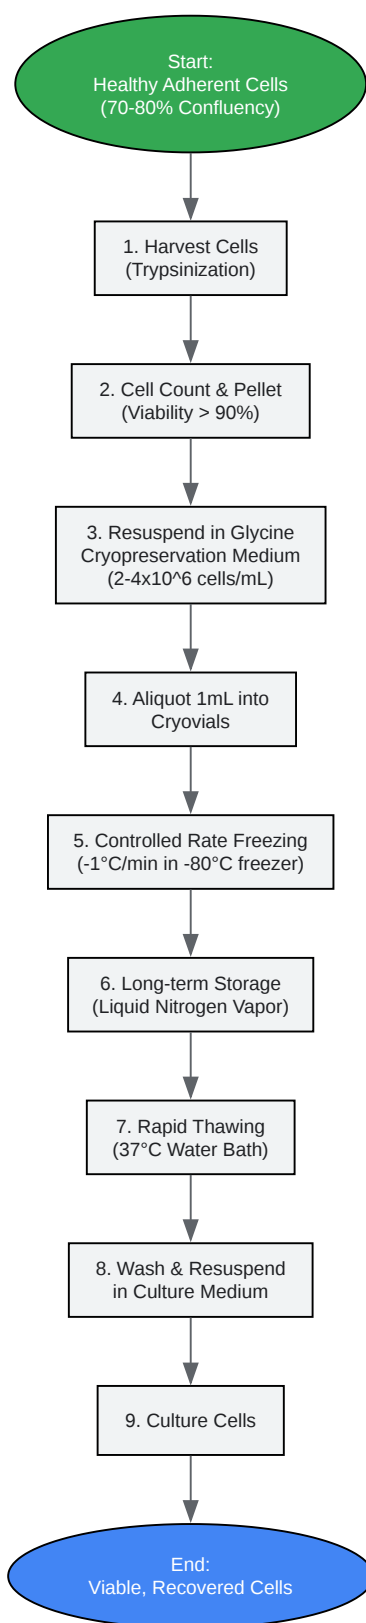 Start:
Healthy Adherent Cells
(70-80% Confluency)
1. Harvest Cells
(Trypsinization)
2. Cell Count & Pellet
(Viability > 90%)
3. Resuspend in Glycine
Cryopreservation Medium
(2-4x10^6 cells/mL)
4. Aliquot 1mL into
Cryovials
5. Controlled Rate Freezing
(-1°C/min in -80°C freezer)
6. Long-term Storage
(Liquid Nitrogen Vapor)
7. Rapid Thawing
(37°C Water Bath)
8. Wash & Resuspend
in Culture Medium
9. Culture Cells
End:
Viable, Recovered Cells